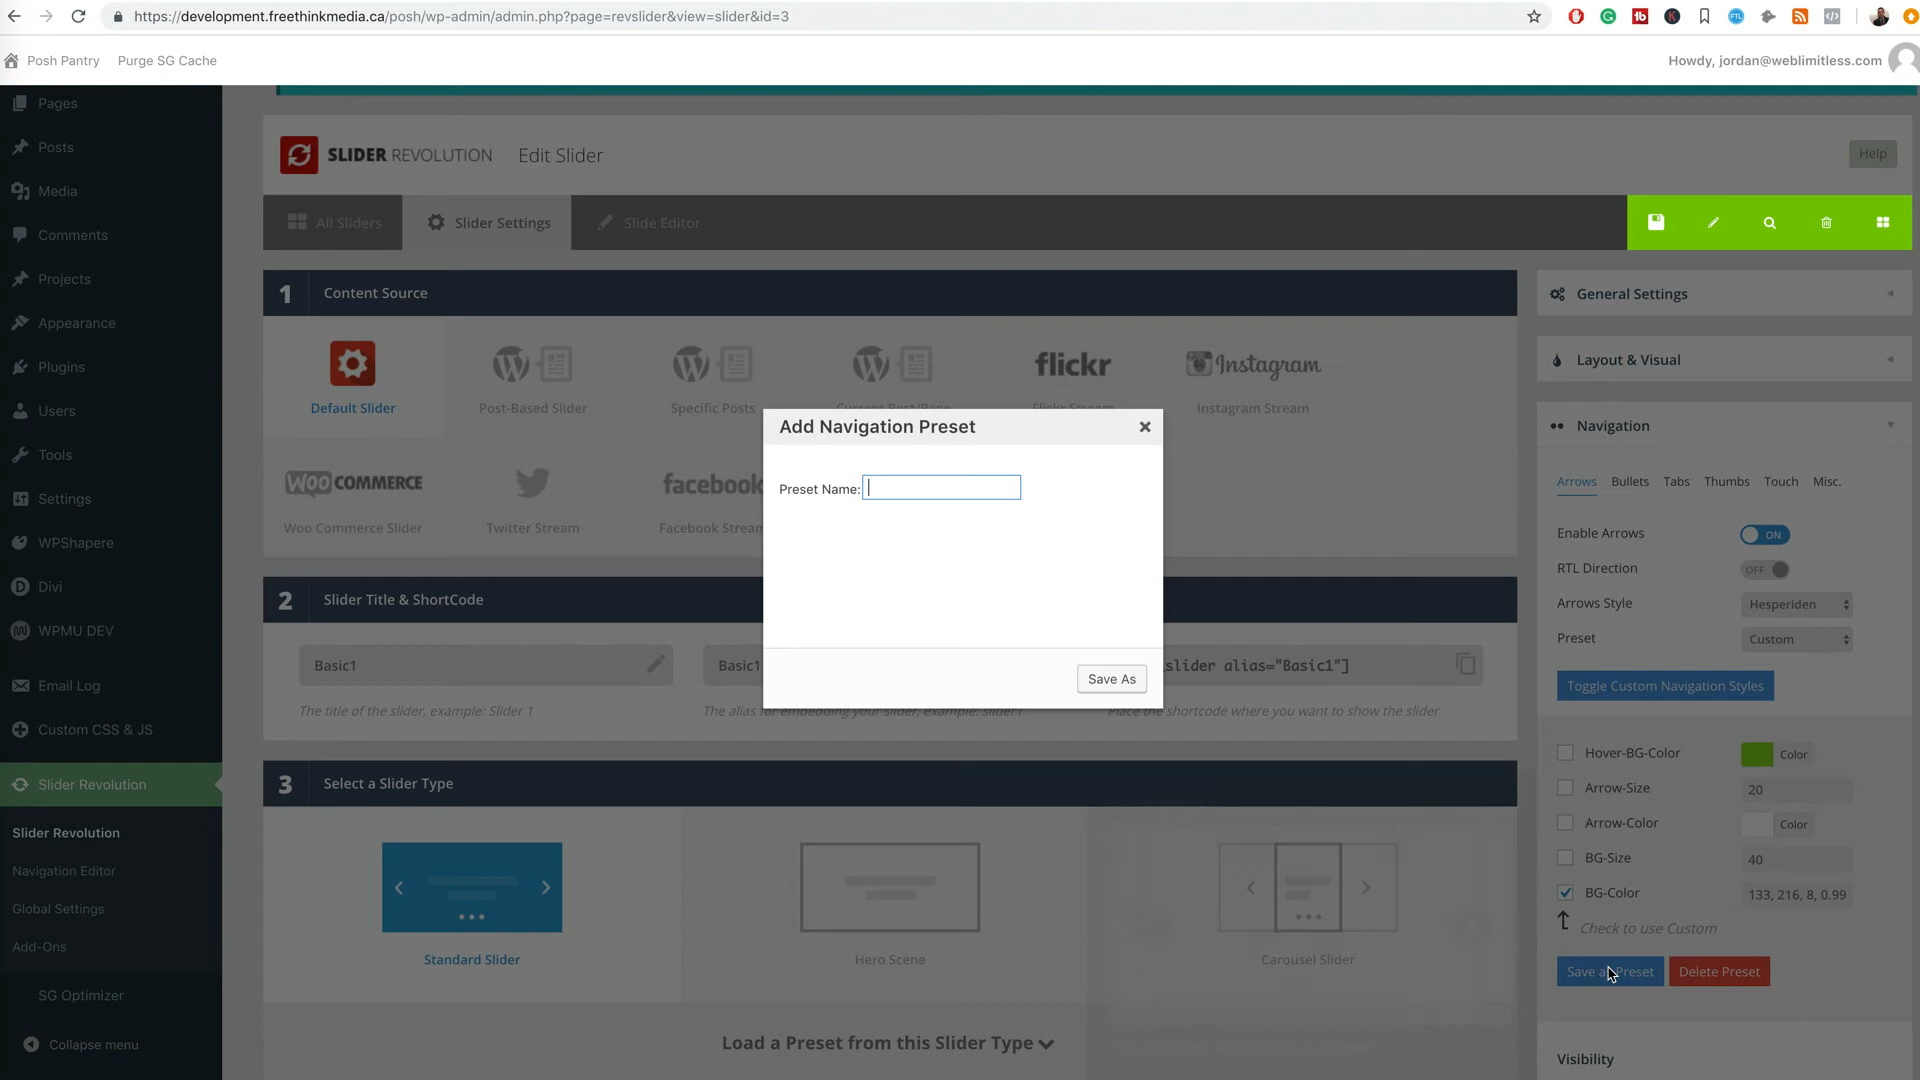 https://development.freethinkmedia.ca/posh/wp-admin/admin.php?page=revslider&view=slider&id=3
Posh Pantry
Purge SG Cache
Howdy, jordan@weblimitless.com
Pages
Posts
Media
Comments
Projects
Appearance
Plugins
Users
Tools
Settings
WPShapere
Divi
WPMU DEV
Email Log
Custom CSS & JS
Slider Revolution
Slider Revolution
Navigation Editor
Global Settings
Add-Ons
SG Optimizer
Collapse menu
SLIDER REVOLUTION
Edit Slider
Help
All Sliders
Slider Settings
Slide Editor
1
Content Source
flickr
Instagram
Default Slider
Post-Based Slider
Specific Posts
Current Post/Page
Flickr Stream
Instagram Stream
WOOCOMMERCE
facebook
Woo Commerce Slider
Twitter Stream
Facebook Stream
Add Navigation Preset
Preset Name:
Save As
2
Slider Title & ShortCode
Basic1
Basic1
slider alias="Basic1"]
The title of the slider, example: Slider 1
The alias for embedding your slider, example: slider1
Place the shortcode where you want to show the slider
3
Select a Slider Type
Standard Slider
Hero Scene
Carousel Slider
Load a Preset from this Slider Type
General Settings
Layout & Visual
Navigation
Arrows
Bullets
Tabs
Thumbs
Touch
Misc.
Enable Arrows
ON
RTL Direction
OFF
Arrows Style
Hesperiden
Preset
Custom
Toggle Custom Navigation Styles
Hover-BG-Color
Color
Arrow-Size
20
Arrow-Color
Color
BG-Size
40
BG-Color
133, 216, 8, 0.99
Check to use Custom
Save as Preset
Delete Preset
Visibility